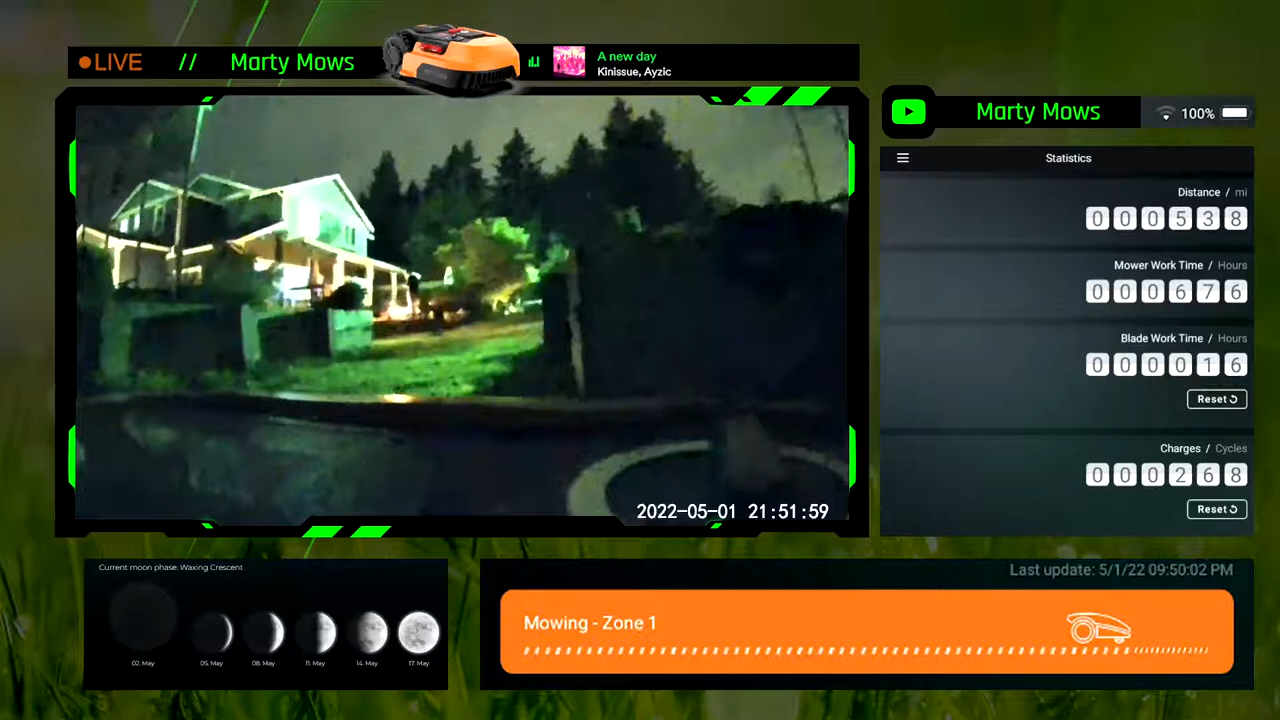 LIVE // Marty Mows
A new day
Kinissue, Ayzic
Marty Mows
100%
Statistics
Distance / mi
000538
Mower Work Time / Hours
000676
Blade Work Time / Hours
000016
Reset
Charges / Cycles
000268
Reset
2022-05-01 21:51:59
Current moon phase: Waxing Crescent
02. May 05. May 08. May 11. May 14. May 17. May
Last update: 5/1/22 09:50:02 PM
Mowing - Zone 1